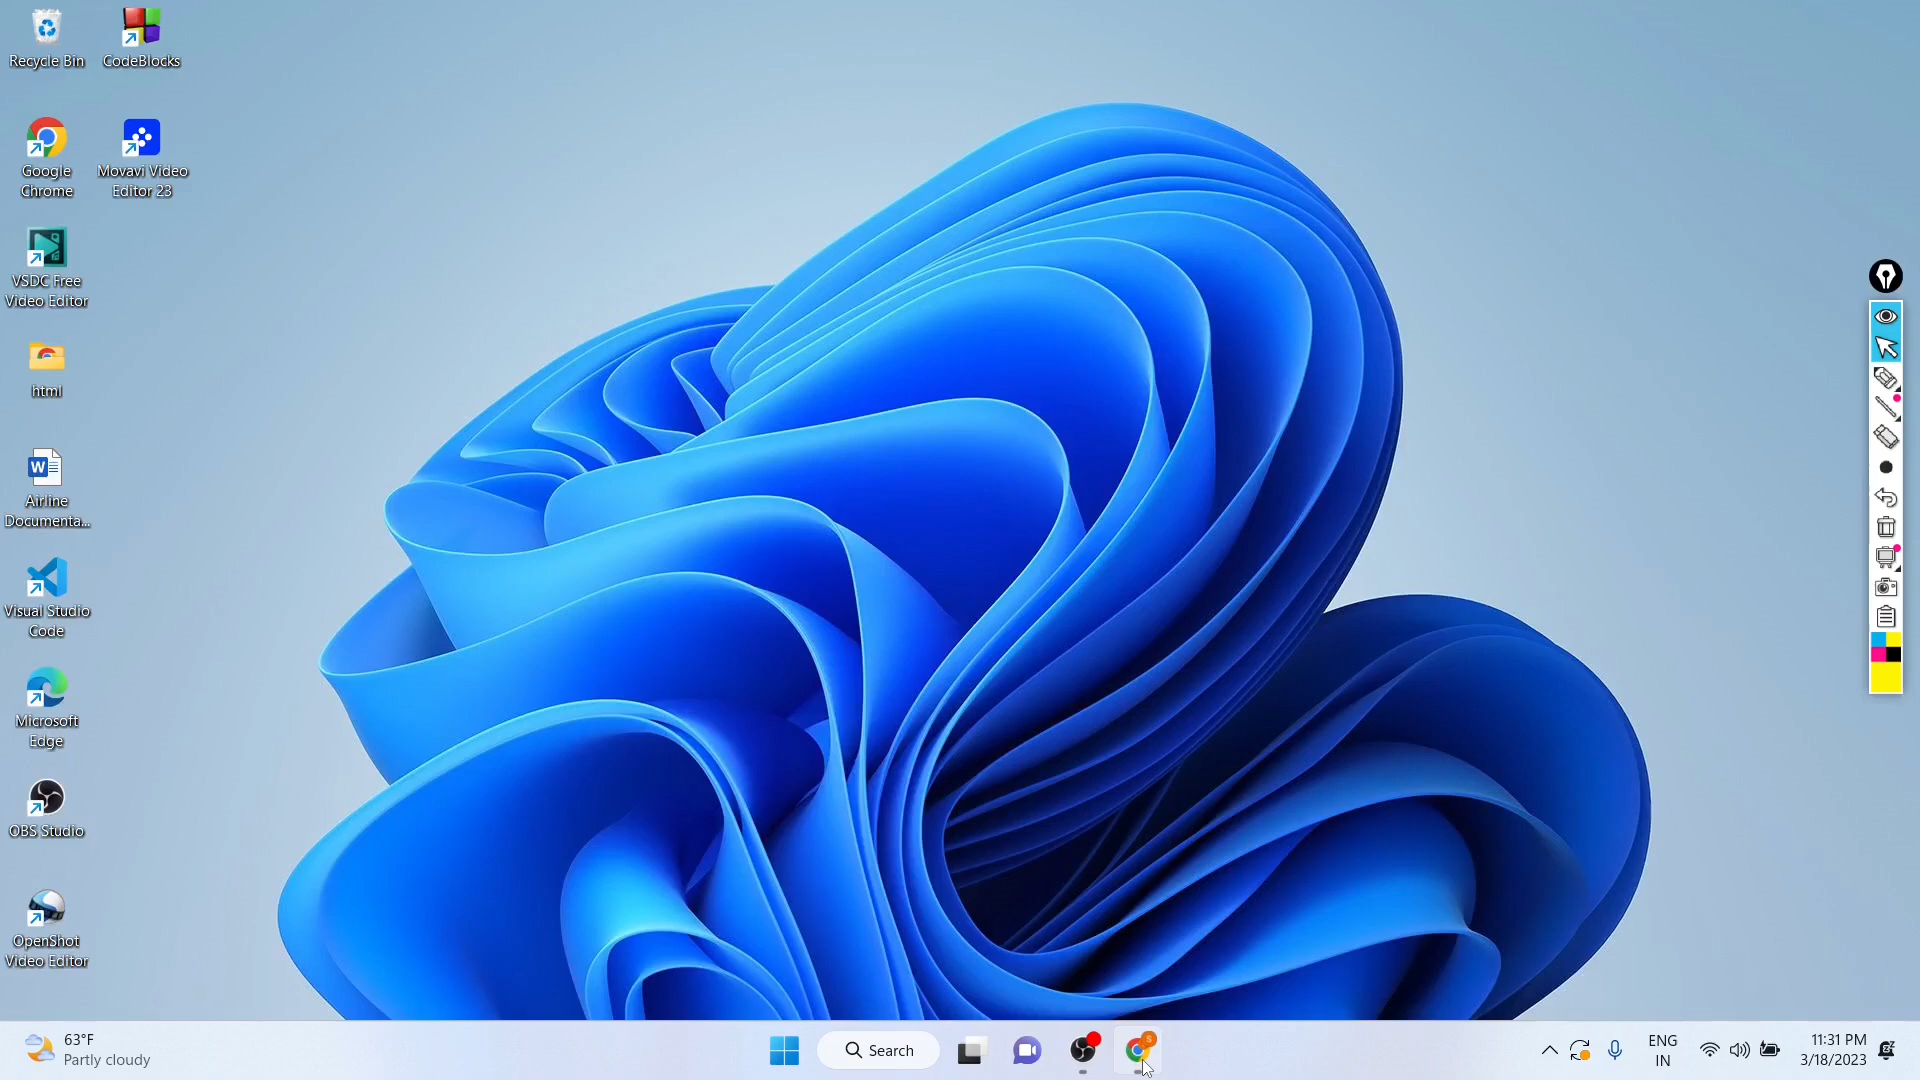 Recycle Bin
CodeBlocks
Google
Chrome
Movavi Video
Editor 23
VSDC Free
Video Editor
html
Airline
Documenta...
Visual Studio
Code
Microsoft
Edge
OBS Studio
OpenShot
Video Editor
63°F
Partly cloudy
Search
S
ENG
IN
11:31 PM
3/18/2023